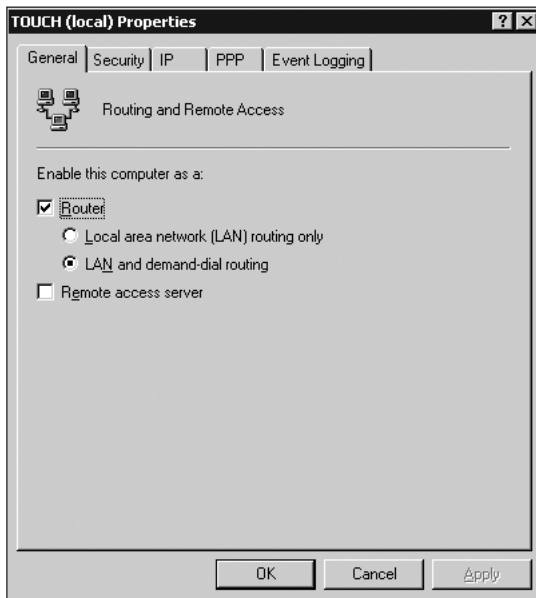 TOUCH (local) Properties
General Security IP PPP Event Logging
Routing and Remote Access
Enable this computer as a:
Router
Local area network (LAN) routing only
LAN and demand-dial routing
Remote access server
OK Cancel Apply